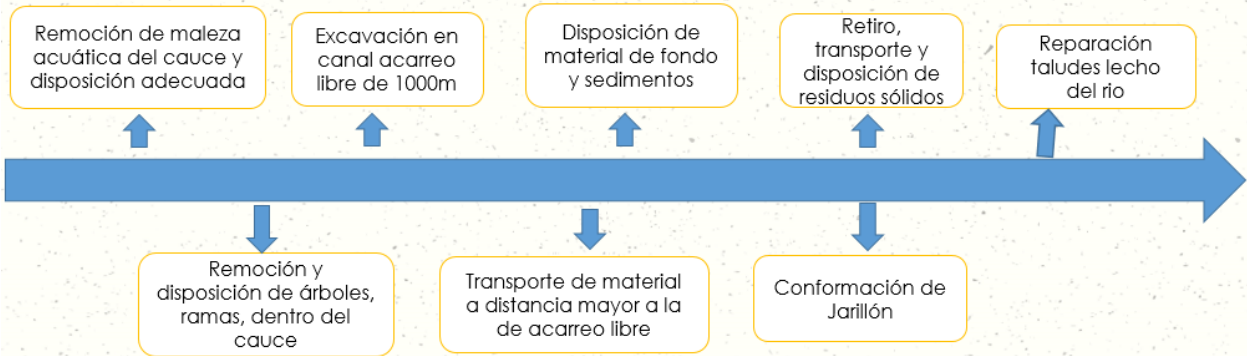 Remoción de maleza
acuática del cauce y
disposición adecuada
Excavación en
canal acarreo
libre de 1000m
Disposición de
material de fondo
y sedimentos
Retiro,
transporte y
disposición de
residuos sólidos
Reparación
taludes lecho
del rio
Remoción y
disposición de árboles,
ramas, dentro del
cauce
Transporte de material
a distancia mayor a la
de acarreo libre
Conformación de
Jarillón